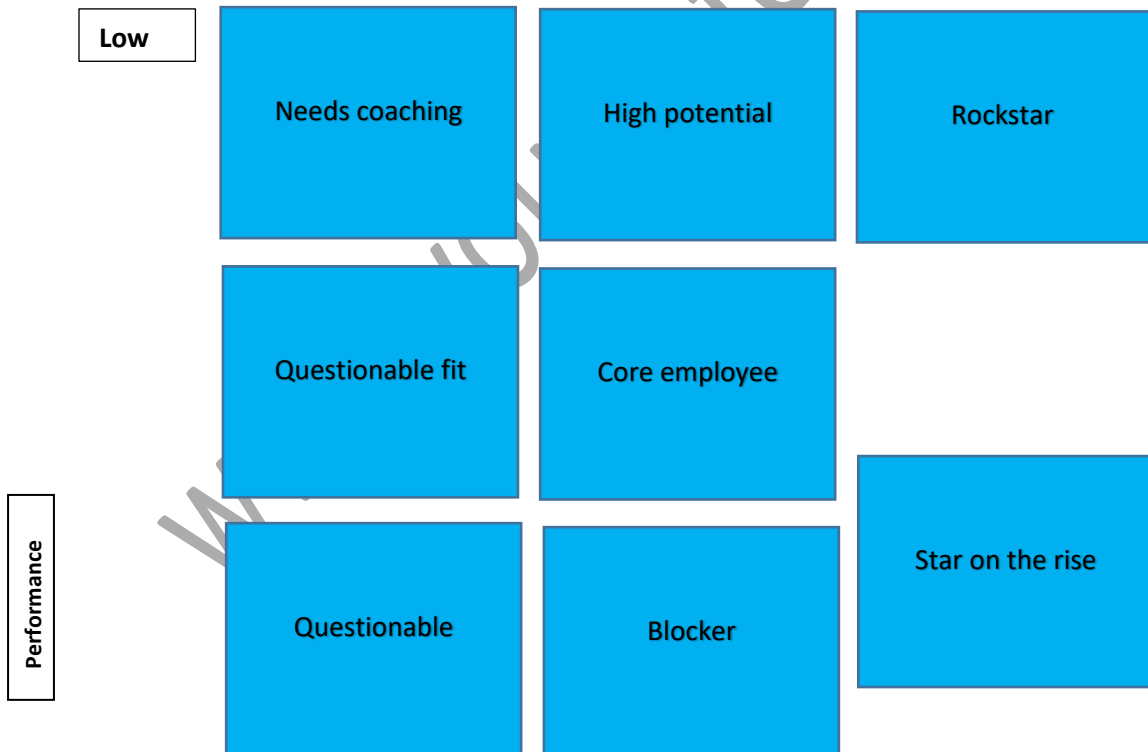 Low
Needs coaching
High potential
Rockstar
Questionable fit
Core employee
Performance
Star on the rise
Questionable
Blocker